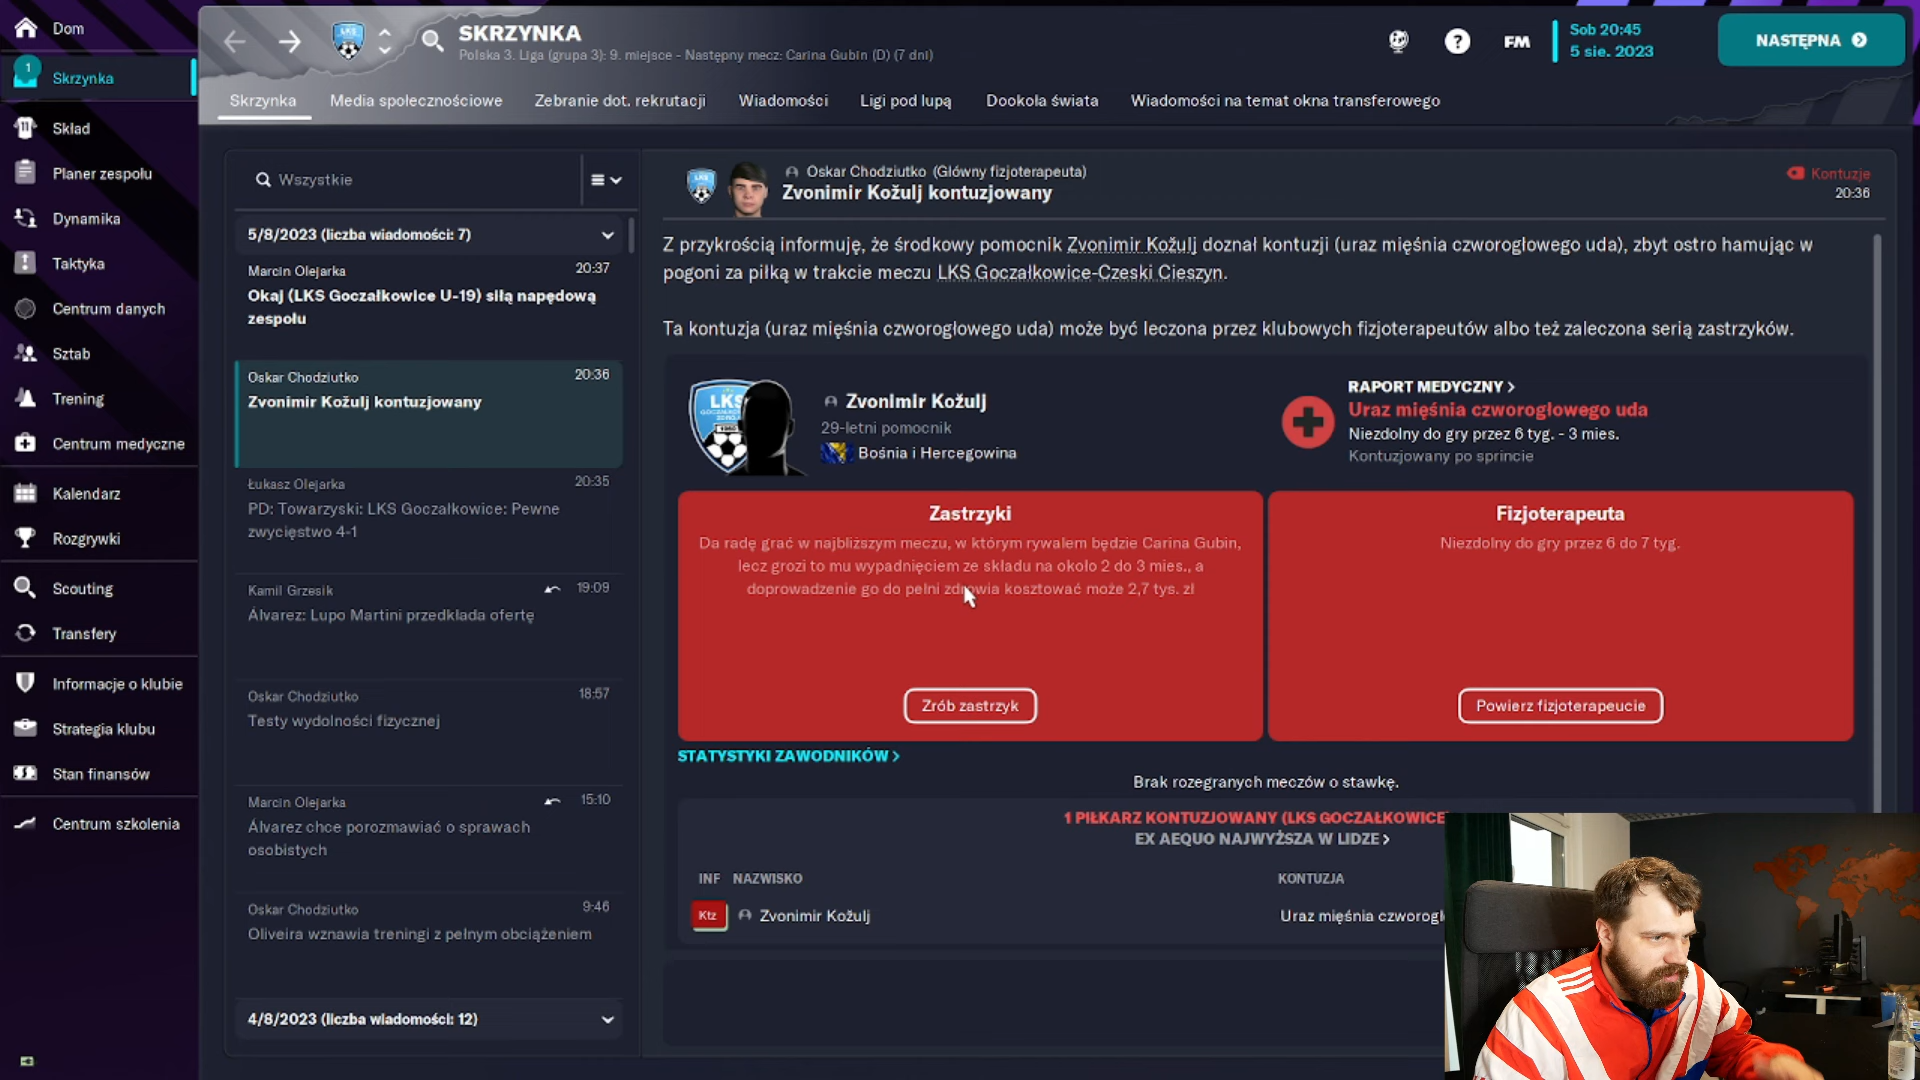 Dom
1
Skrzynka
Skład
Planer zespołu
Dynamika
Taktyka
Centrum danych
Sztab
Trening
Centrum medyczne
Kalendarz
Rozgrywki
Scouting
Transfery
Informacje o klubie
Strategia klubu
Stan finansów
Centrum szkolenia
SKRZYNKA
Polska 3. Liga (grupa 3): 9. miejsce - Następny mecz: Carina Gubin (D) (7 dni)
FM
Sob 20:45
5 sie. 2023
NASTĘPNA
Skrzynka
Media społecznościowe
Zebranie dot. rekrutacji
Wiadomości
Ligi pod lupą
Dookoła świata
Wiadomości na temat okna transferowego
Wszystkie
5/8/2023 (liczba wiadomości: 7)
Marcin Olejarka 20:37
Okaj (LKS Goczałkowice U-19) siłą napędową
zespołu
Oskar Chodziutko 20:36
Zvonimir Kožulj kontuzjowany
Łukasz Olejarka 20:35
PD: Towarzyski: LKS Goczałkowice: Pewne
zwycięstwo 4-1
Kamil Grzesik 19:09
Álvarez: Lupo Martini przedkłada ofertę
Oskar Chodziutko 18:57
Testy wydolności fizycznej
Marcin Olejarka 15:10
Álvarez chce porozmawiać o sprawach
osobistych
Oskar Chodziutko 9:46
Oliveira wznawia treningi z pełnym obciążeniem
4/8/2023 (liczba wiadomości: 12)
Oskar Chodziutko (Główny fizjoterapeuta)
Zvonimir Kožulj kontuzjowany
Kontuzje
20:36
Z przykrością informuję, że środkowy pomocnik Zvonimir Kožulj doznał kontuzji (uraz mięśnia czworogłowego uda), zbyt ostro hamując w
pogoni za piłką w trakcie meczu LKS Goczałkowice-Czeski Cieszyn.
Ta kontuzja (uraz mięśnia czworogłowego uda) może być leczona przez klubowych fizjoterapeutów albo też zaleczona serią zastrzyków.
Zvonimir Kožulj
29-letni pomocnik
Bośnia i Hercegowina
RAPORT MEDYCZNY
Uraz mięśnia czworogłowego uda
Niezdolny do gry przez 6 tyg. - 3 mies.
Kontuzjowany po sprincie
Zastrzyki
Da radę grać w najbliższym meczu, w którym rywalem będzie Carina Gubin,
lecz grozi to mu wypadnięciem ze składu na około 2 do 3 mies., a
doprowadzenie go do pełni zdrowia kosztować może 2,7 tys. zł
Zrób zastrzyk
Fizjoterapeuta
Niezdolny do gry przez 6 do 7 tyg.
Powierz fizjoterapeucie
STATYSTYKI ZAWODNIKÓW
Brak rozegranych meczów o stawkę.
1 PIŁKARZ KONTUZJOWANY (LKS GOCZAŁKOWICE
EX AEQUO NAJWYŻSZA W LIDZE
INF NAZWISKO KONTUZJA
Ktz Zvonimir Kožulj Uraz mięśnia czworogł